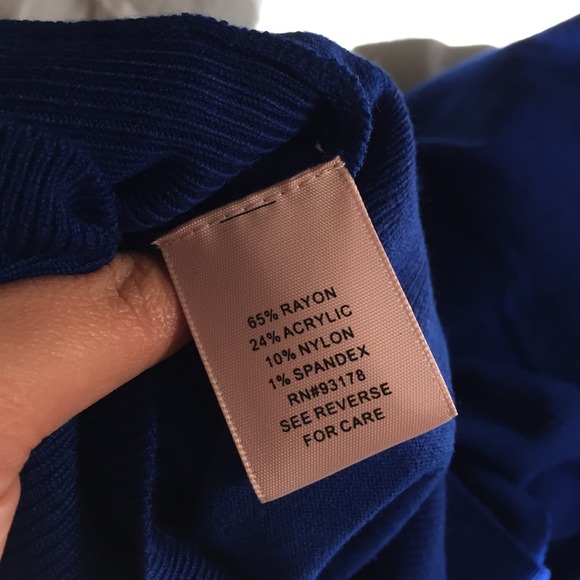 65% RAYON
24% ACRYLIC
10% NYLON
1% SPANDEX
RN#93178
SEE REVERSE
FOR CARE